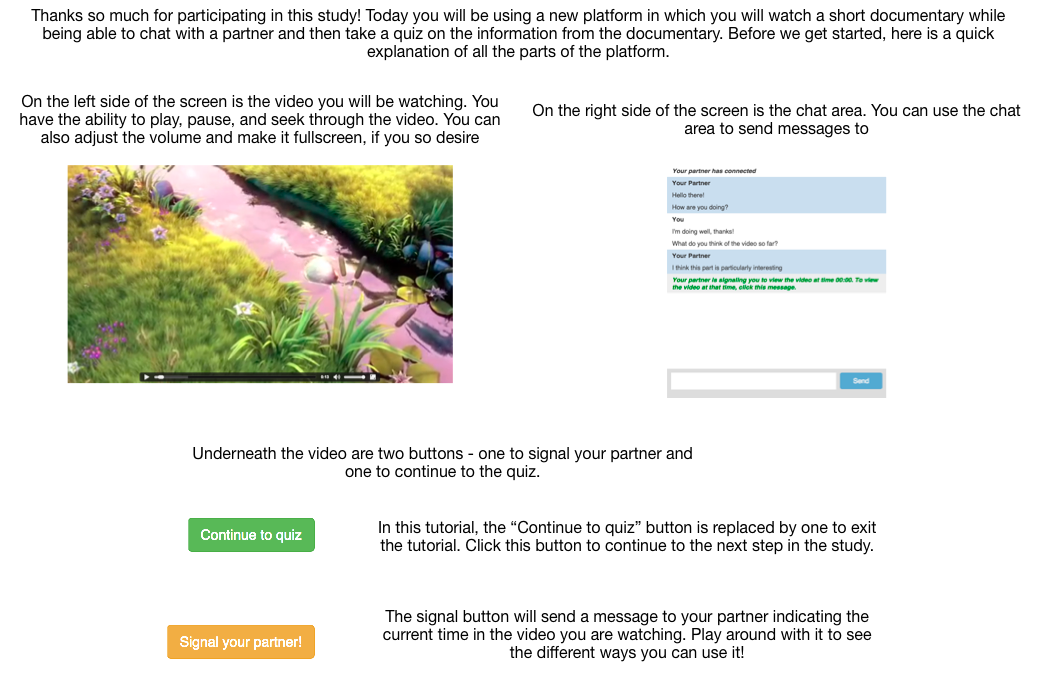 Thanks so much for participating in this study! Today you will be using a new platform in which you will watch a short documentary while
being able to chat with a partner and then take a quiz on the information from the documentary. Before we get started, here is a quick
explanation of all the parts of the platform.
On the left side of the screen is the video you will be watching. You
have the ability to play, pause, and seek through the video. You can
also adjust the volume and make it fullscreen, if you so desire
On the right side of the screen is the chat area. You can use the chat
area to send messages to
Your partner has connected
Your Partner
Hello there!
How are you doing?
You
I'm doing well, thanks!
What do you think of the video so far?
Your Partner
I think this part is particularly interesting
Your partner is signaling you to view the video at time 00:00. To view
the video at that time, click this message.
0:13
Send
Underneath the video are two buttons - one to signal your partner and
one to continue to the quiz.
Continue to quiz
In this tutorial, the “Continue to quiz” button is replaced by one to exit
the tutorial. Click this button to continue to the next step in the study.
Signal your partner!
The signal button will send a message to your partner indicating the
current time in the video you are watching. Play around with it to see
the different ways you can use it!